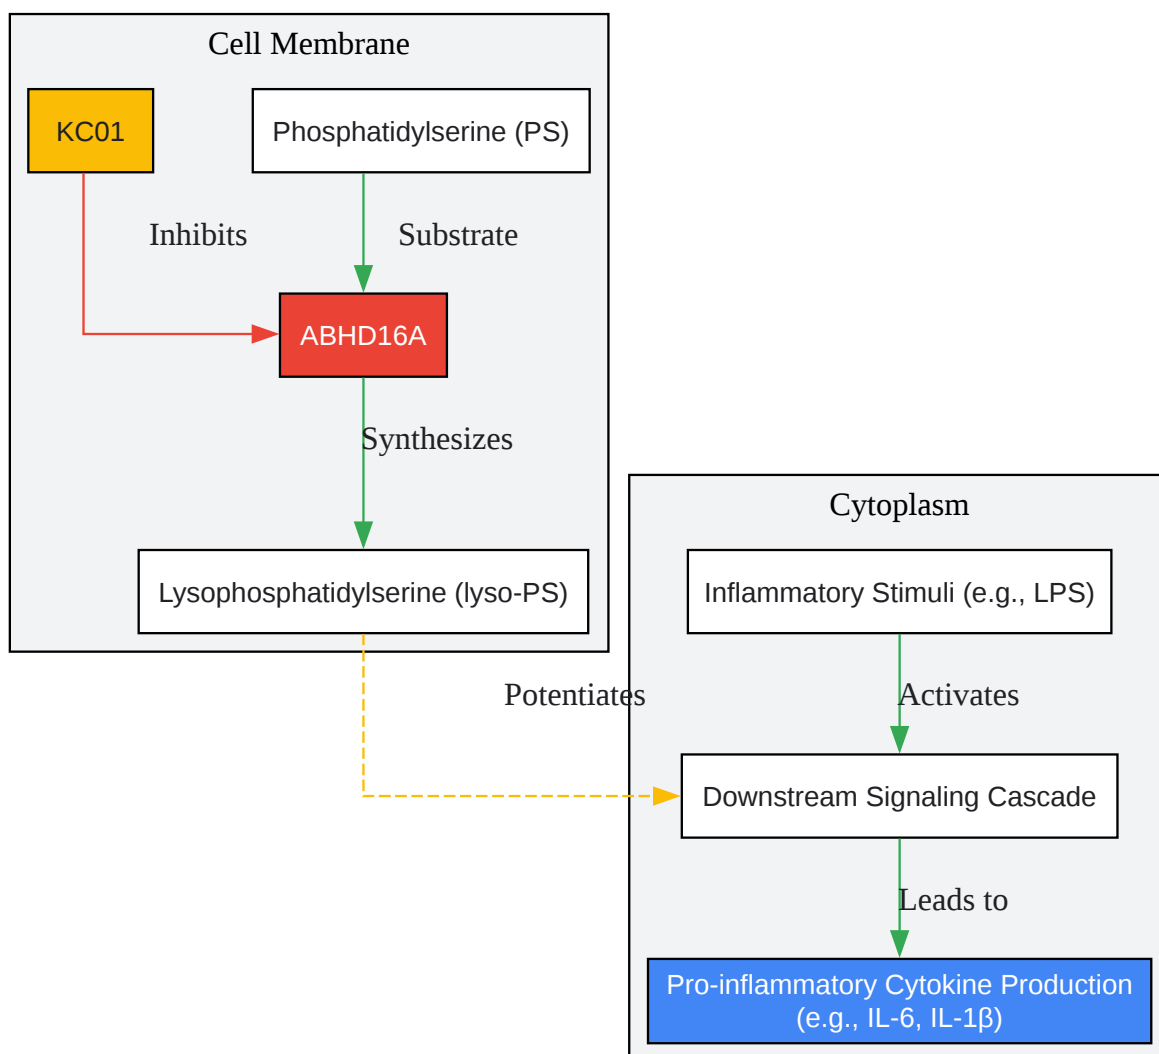 Cell Membrane
KC01
Phosphatidylserine (PS)
Inhibits
Substrate
ABHD16A
Synthesizes
Lysophosphatidylserine (lyso-PS)
Cytoplasm
Inflammatory Stimuli (e.g., LPS)
Potentiates
Activates
Downstream Signaling Cascade
Leads to
Pro-inflammatory Cytokine Production
(e.g., IL-6, IL-1β)